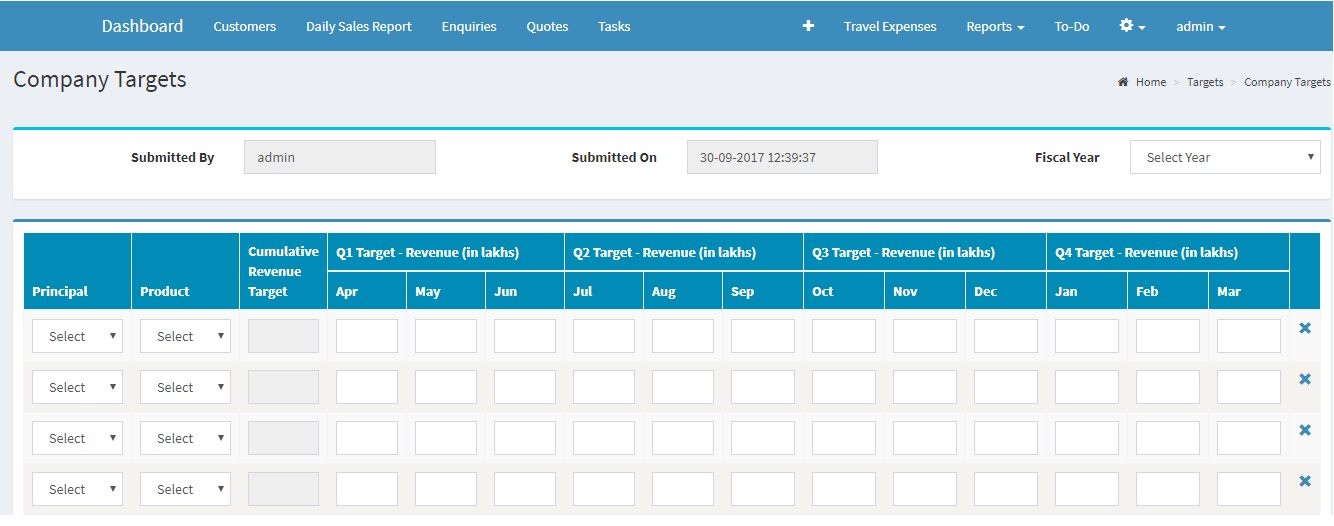 Dashboard Customers Daily Sales Report Enquiries Quotes Tasks Travel Expenses Reports To-Do admin
Company Targets
Home > Targets > Company Targets
Submitted By admin Submitted On 30-09-2017 12:39:37 Fiscal Year Select Year
Cumulative Revenue Target
Q1 Target - Revenue (in lakhs) Q2 Target - Revenue (in lakhs) Q3 Target - Revenue (in lakhs) Q4 Target - Revenue (in lakhs)
Principal Product Apr May Jun Jul Aug Sep Oct Nov Dec Jan Feb Mar
Select Select
Select Select
Select Select
Select Select